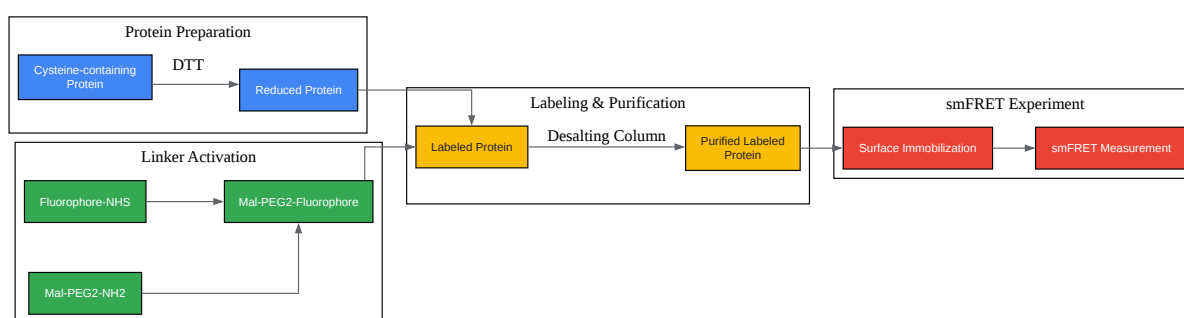 Protein Preparation
Cysteine-containing
Protein
DTT
Reduced Protein
Linker Activation
Fluorophore-NHS
Mal-PEG2-Fluorophore
Mal-PEG2-NH2
Labeling & Purification
Labeled Protein
Desalting Column
Purified Labeled
Protein
smFRET Experiment
Surface Immobilization
smFRET Measurement